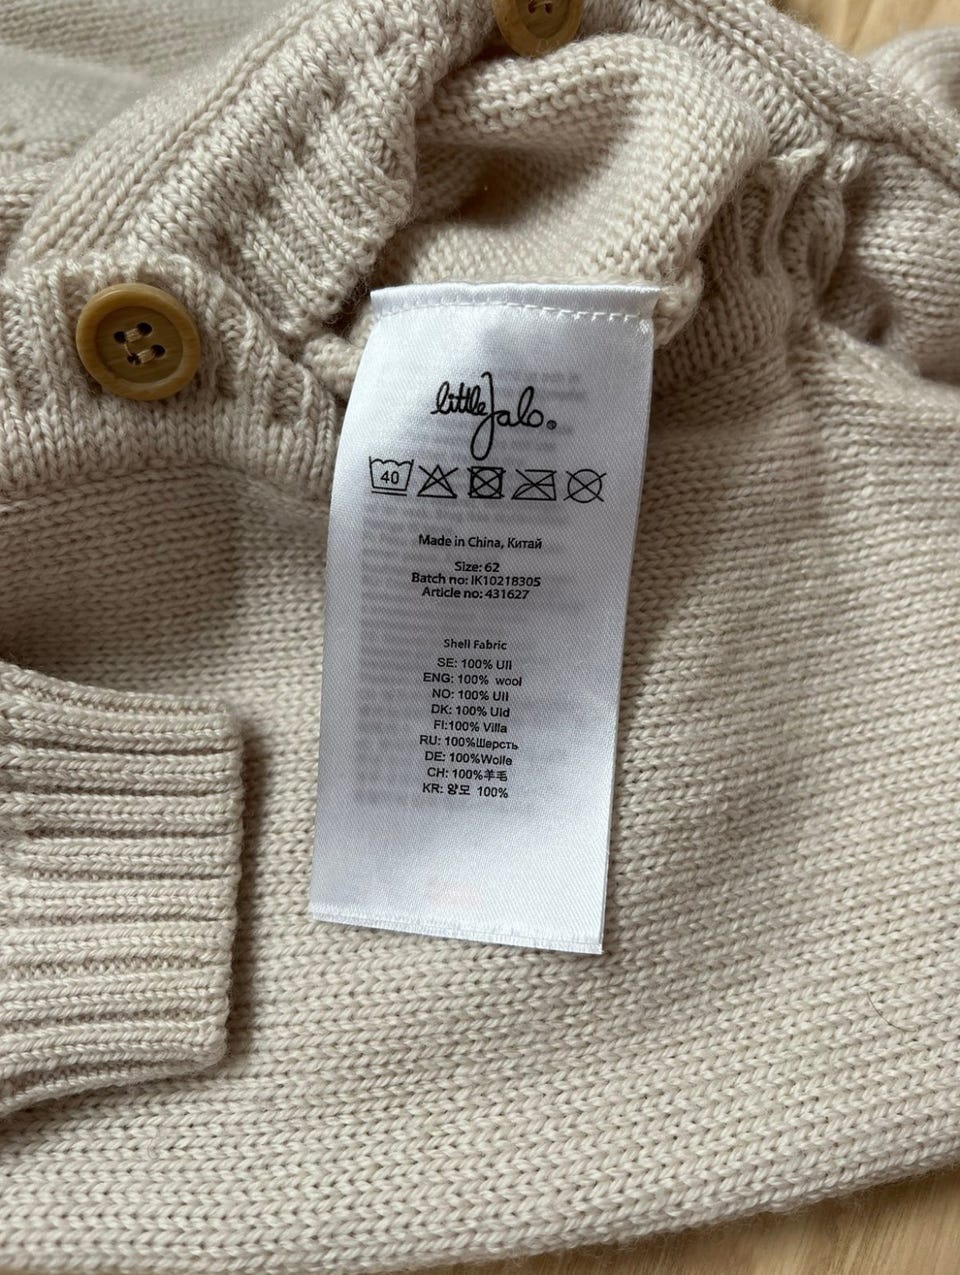 little Jalo®
40
Made in China, Китай
Size: 62
Batch no: IK10218305
Article no: 431627
Shell Fabric
SE: 100% Ull
ENG: 100% wool
NO: 100% Ull
DK: 100% Uld
FI:100% Villa
RU: 100%Шерсть
DE: 100%Wolle
CH: 100%羊毛
KR: 양모 100%